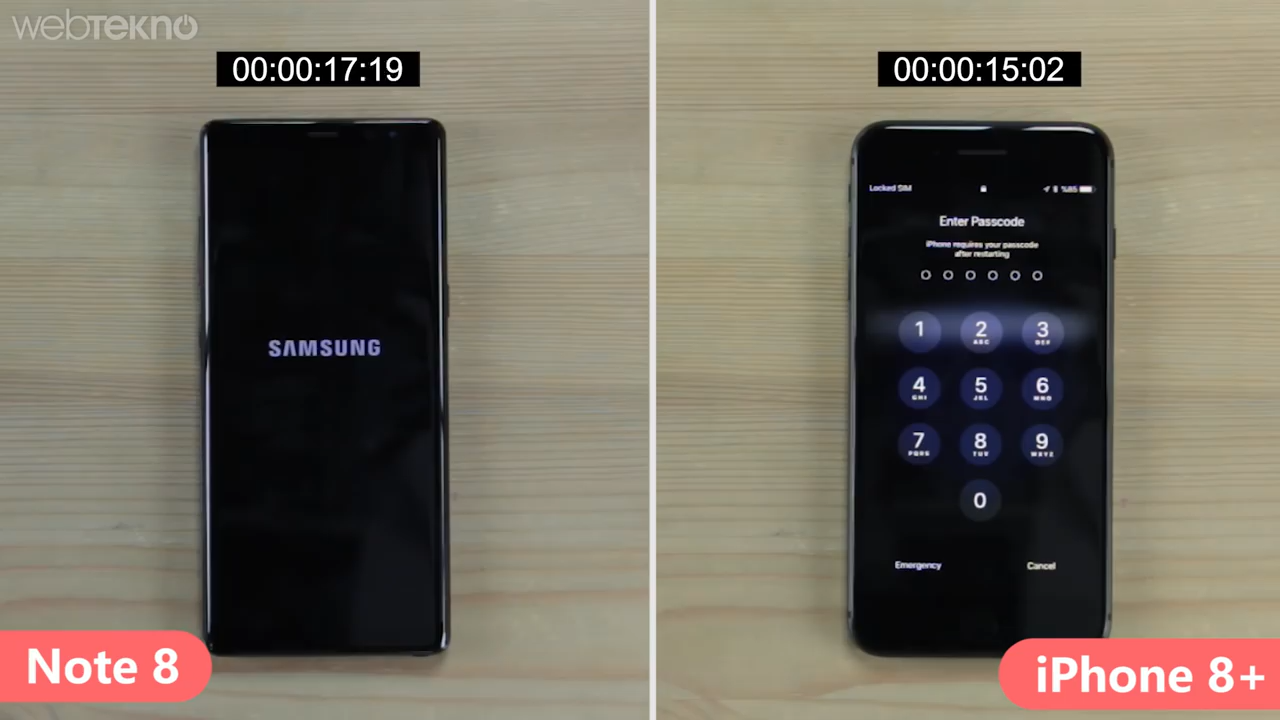 webTEKNO
00:00:17:19
00:00:15:02
SAMSUNG
Locked SIM
%85
Enter Passcode
iPhone requires your passcode
after restarting
1 2 3
ABC DEF
4 5 6
GHI JKL MNO
7 8 9
PQRS TUV WXYZ
0
Emergency Cancel
Note 8
iPhone 8+